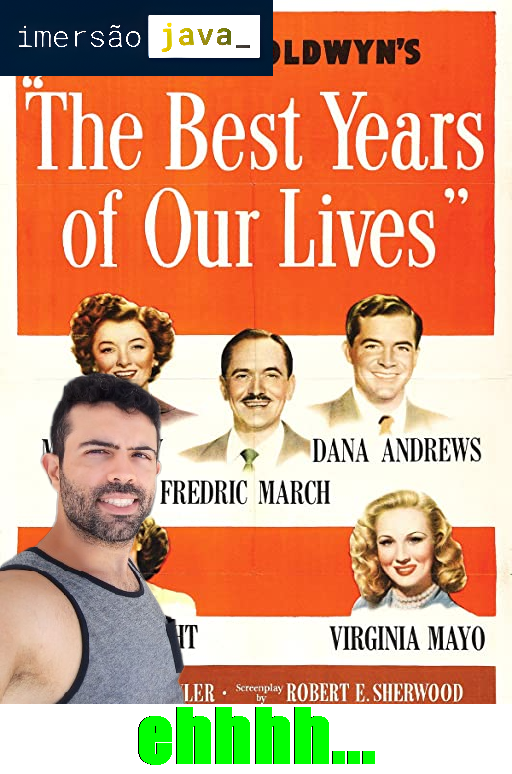 imersão java_
OLDWYN'S
"The Best Years
of Our Lives"
DANA ANDREWS
FREDRIC MARCH
HT
VIRGINIA MAYO
LER · Screenplay by ROBERT E. SHERWOOD
ehhhh...